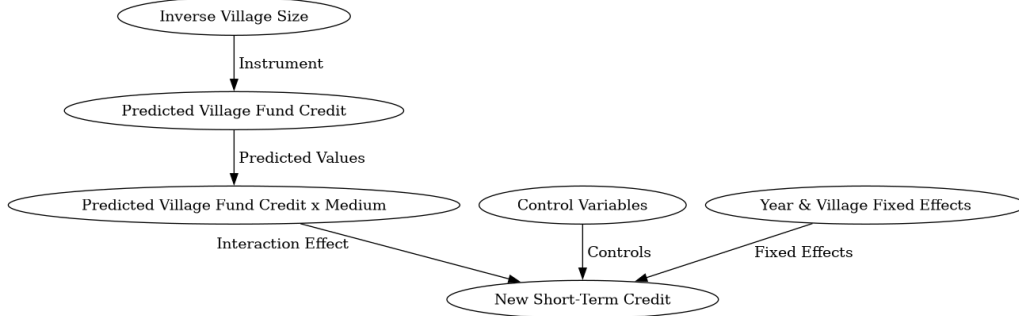 Inverse Village Size
Instrument
Predicted Village Fund Credit
Predicted Values
Predicted Village Fund Credit x Medium
Control Variables
Year & Village Fixed Effects
Interaction Effect
Controls
Fixed Effects
New Short-Term Credit